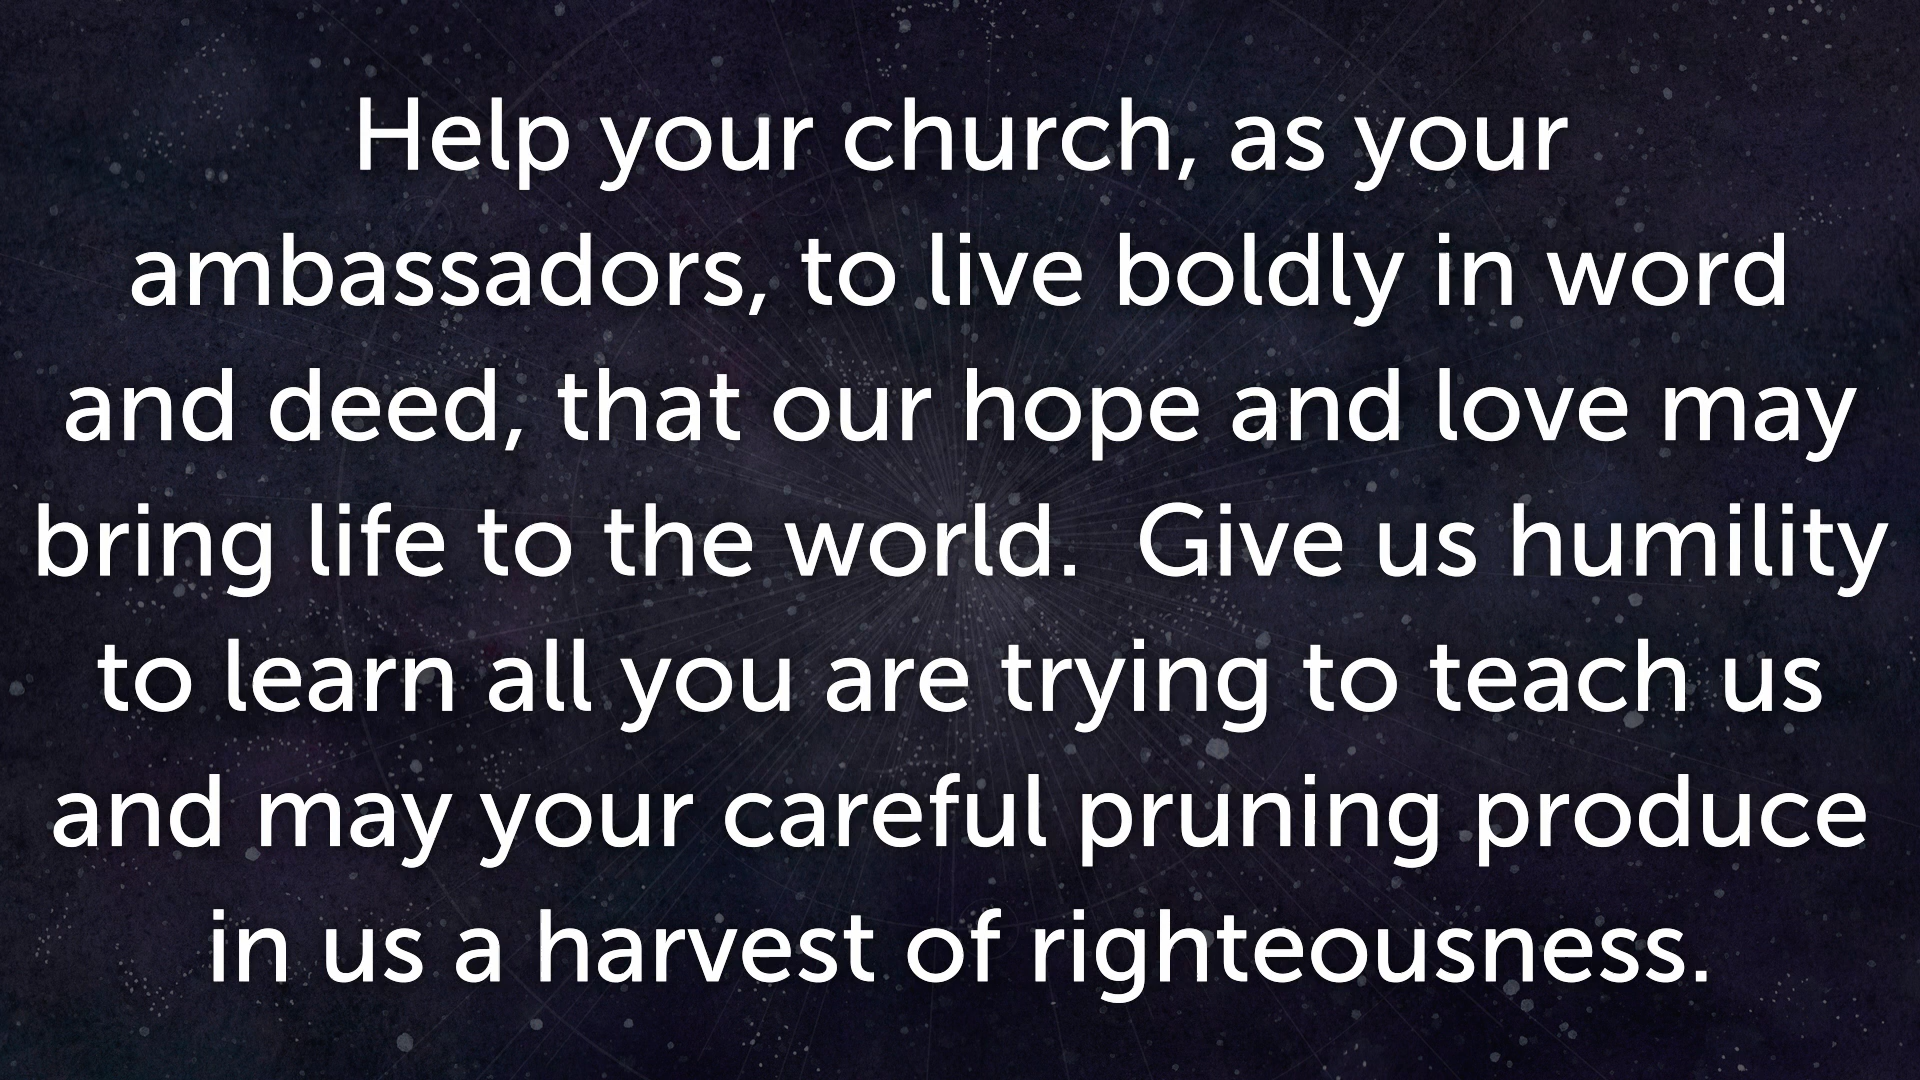 Help your church, as your
ambassadors, to live boldly in word
and deed, that our hope and love may
bring life to the world.  Give us humility
to learn all you are trying to teach us
and may your careful pruning produce
in us a harvest of righteousness.